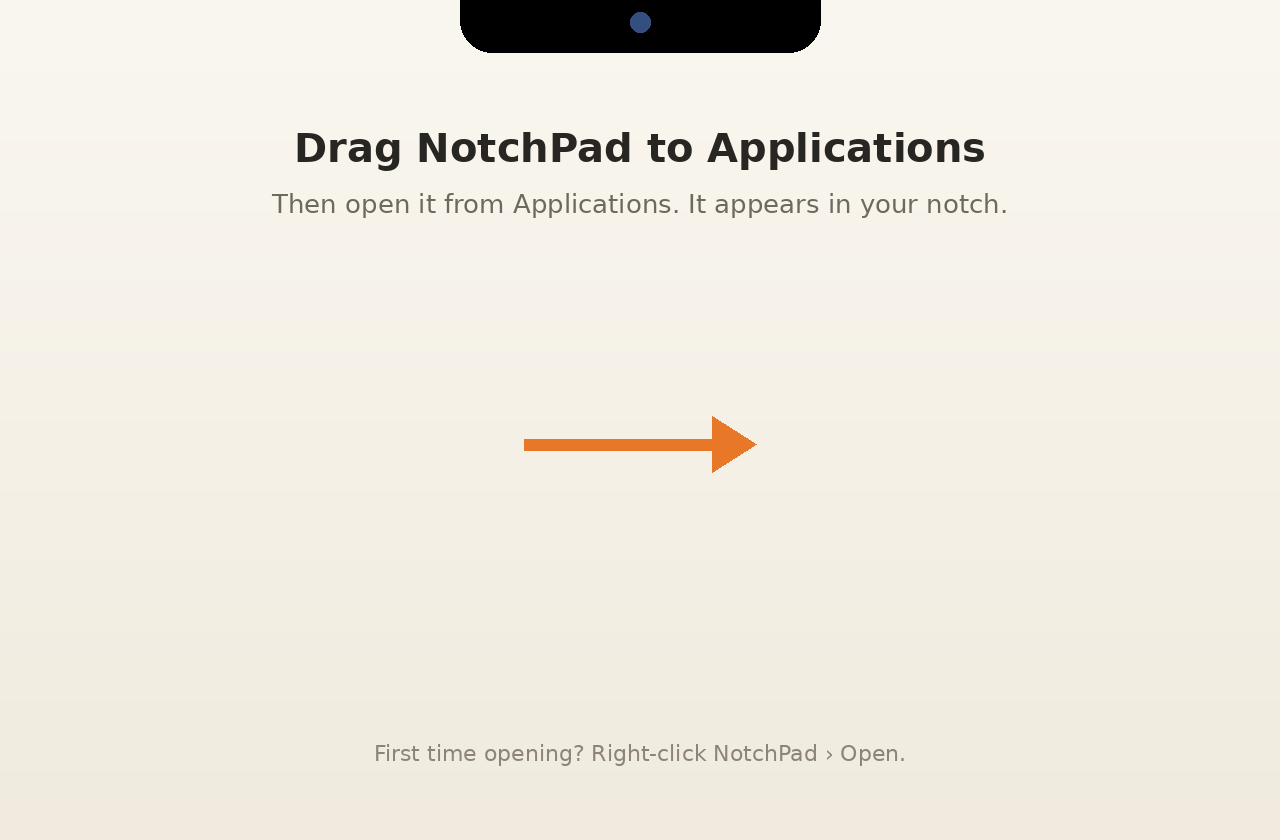 Drag NotchPad to Applications
Then open it from Applications. It appears in your notch.
First time opening? Right-click NotchPad › Open.